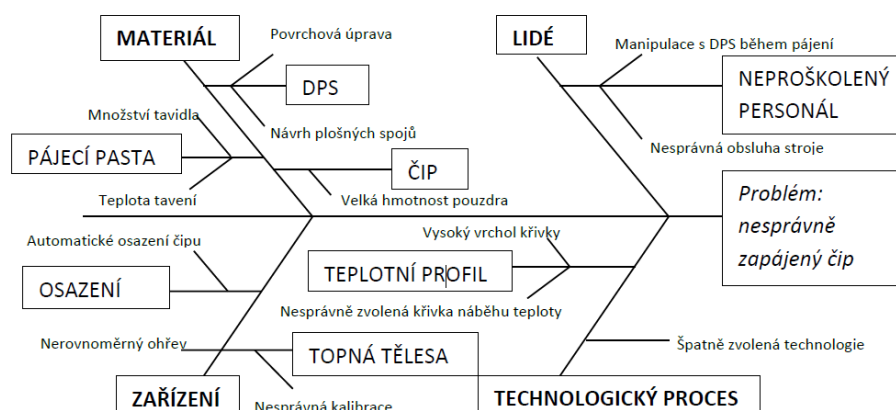 MATERIÁL
Povrchová úprava
LIDÉ
Manipulace s DPS během pájení
DPS
NEPROŠKOLENÝ
PERSONÁL
Množství tavidla
Návrh plošných spojů
PÁJECÍ PASTA
Nesprávná obsluha stroje
ČIP
Teplota tavení
Velká hmotnost pouzdra
Problém:
nesprávně
zapájený čip
Automatické osazení čipu
Vysoký vrchol křivky
OSAZENÍ
TEPLOTNÍ PROFIL
Nesprávně zvolená křivka náběhu teploty
Nerovnoměrný ohřev
TOPNÁ TĚLESA
Špatně zvolená technologie
ZAŘÍZENÍ
Nesprávná kalibrace
TECHNOLOGICKÝ PROCES